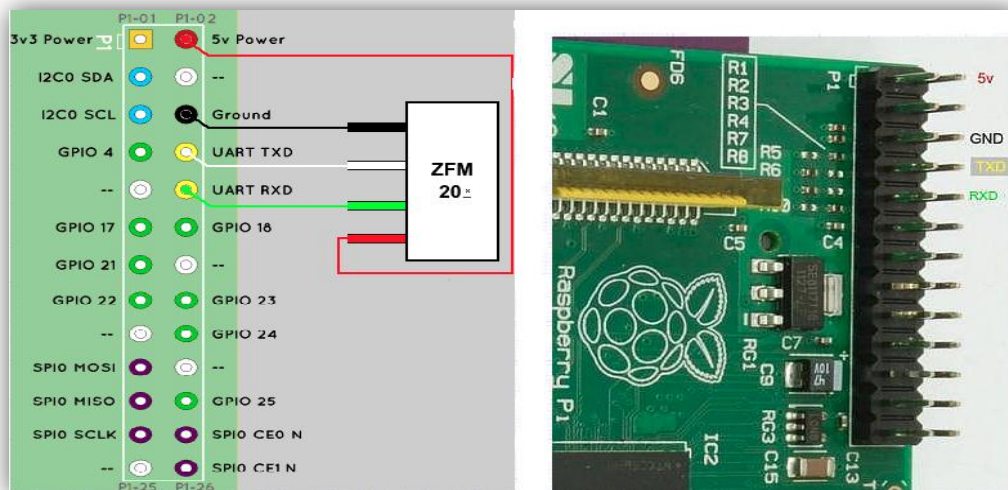 P1-01 P1-02
3v3 Power P1 5v Power
I2C0 SDA --
I2C0 SCL Ground
GPIO 4 UART TXD
-- UART RXD
GPIO 17 GPIO 18
GPIO 21 --
GPIO 22 GPIO 23
-- GPIO 24
SPI0 MOSI --
SPI0 MISO GPIO 25
SPI0 SCLK SPI0 CE0 N
-- SPI0 CE1 N
P1-25 P1-26
ZFM
20 x
FD6
C1
R1
R2
R3
R4
R7
R8
R5
R6
P1
5v
GND
TXD
RXD
C5
C4
Raspberry Pi
RG1
C7
C9
47
10V
+
RG3
IC2
C15
C13